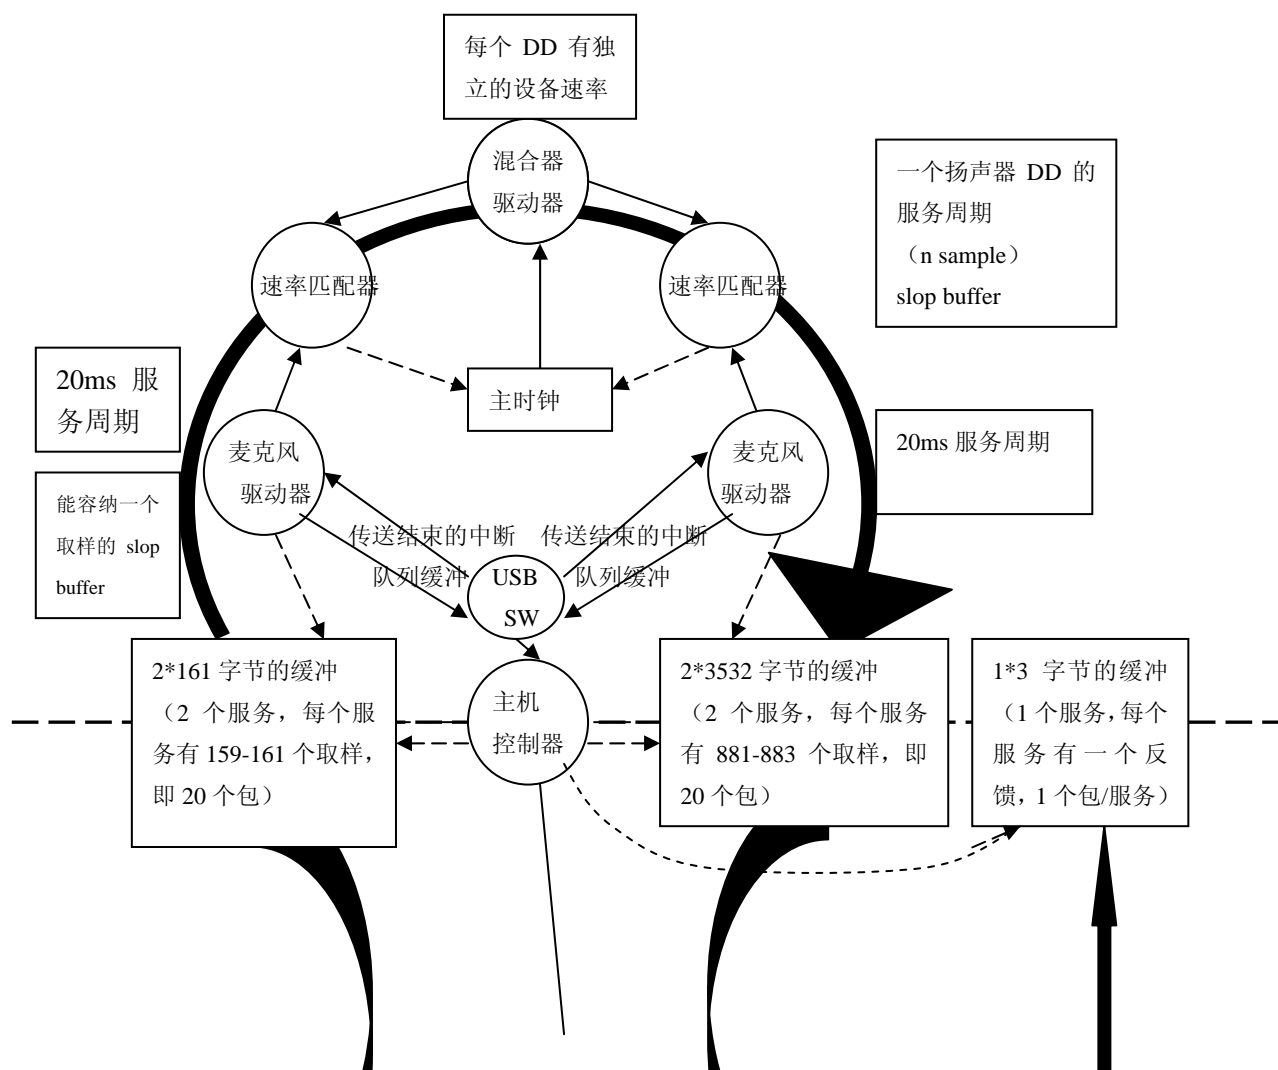 每个 DD 有独
立的设备速率
混合器
驱动器
一个扬声器 DD 的
服务周期
（n sample）
slop buffer
速率匹配器
速率匹配器
20ms 服
务周期
主时钟
20ms 服务周期
麦克风
驱动器
麦克风
驱动器
能容纳一个
取样的 slop
buffer
传送结束的中断
传送结束的中断
队列缓冲
队列缓冲
USB
SW
2*161 字节的缓冲
（2 个服务，每个服
务有 159-161 个取样，
即 20 个包）
主机
控制器
2*3532 字节的缓冲
（2 个服务，每个服务
有 881-883 个取样，即
20 个包）
1*3 字节的缓冲
（1 个服务，每个
服务有一个反
馈，1 个包/服务）